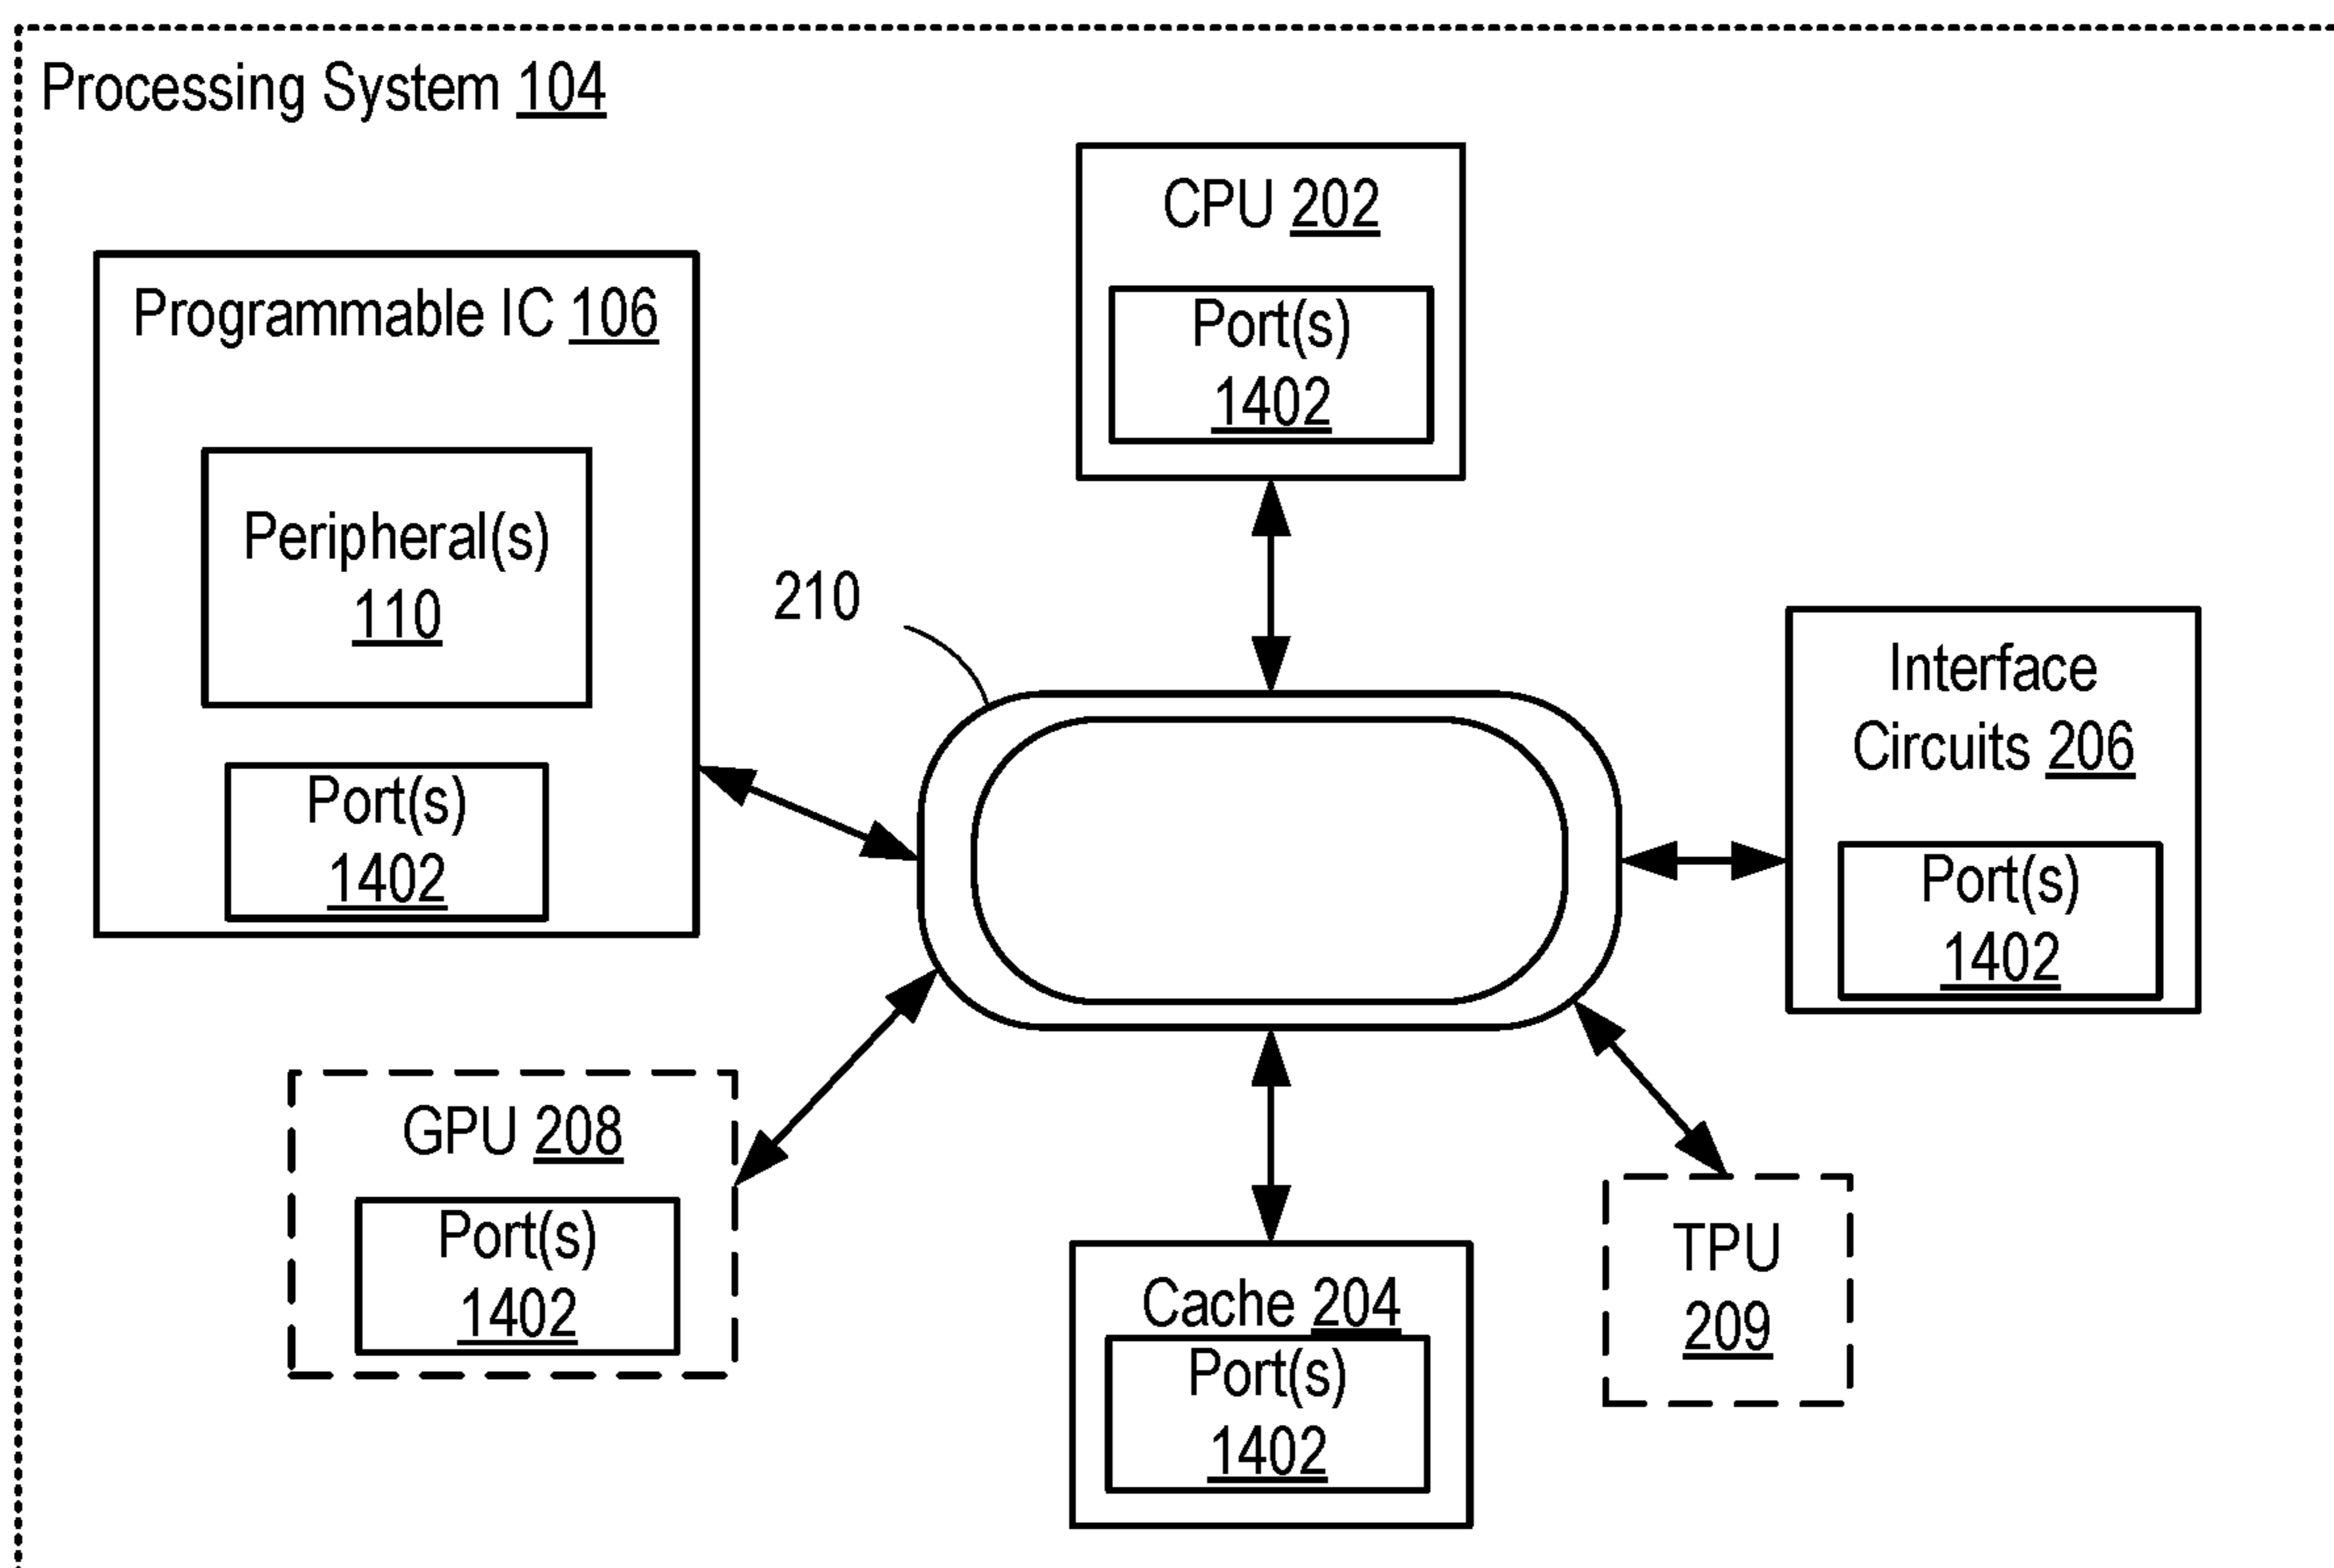 Processing System 104
CPU 202
Port(s)
1402
Programmable IC 106
Peripheral(s)
110
Port(s)
1402
210
Interface
Circuits 206
Port(s)
1402
GPU 208
Port(s)
1402
Cache 204
Port(s)
1402
TPU
209